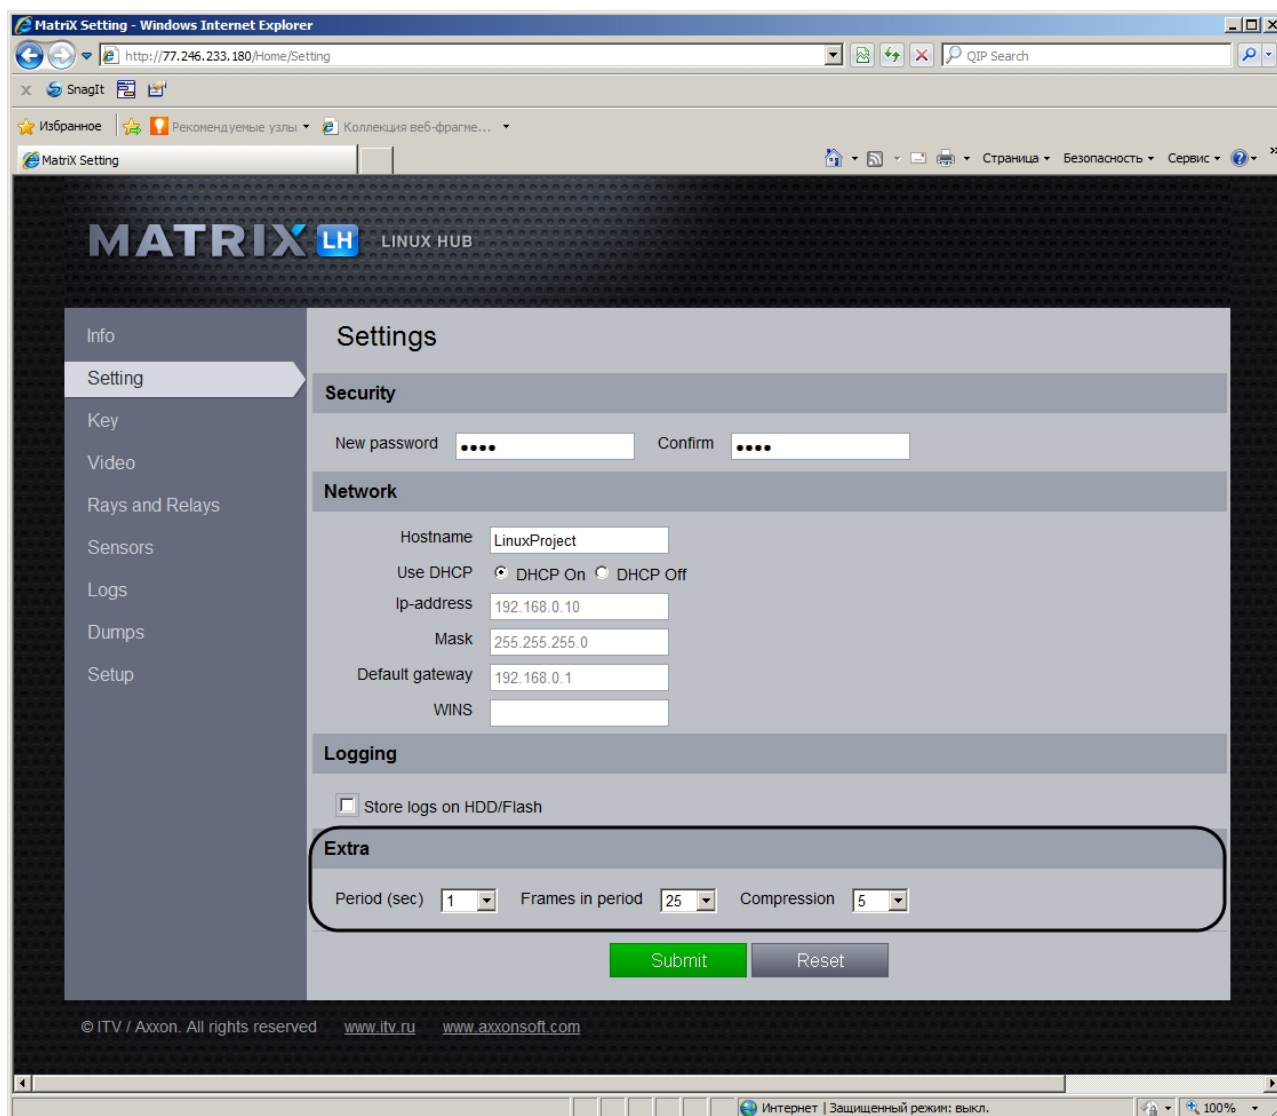 MatriX Setting - Windows Internet Explorer
http://77.246.233.180/Home/Setting
QIP Search
x SnagIt
Избранное Рекомендуемые узлы Коллекция веб-фрагме...
MatriX Setting
Страница Безопасность Сервис »
MATRIX LH LINUX HUB
Info
Setting
Key
Video
Rays and Relays
Sensors
Logs
Dumps
Setup
Settings
Security
New password •••• Confirm ••••
Network
Hostname LinuxProject
Use DHCP DHCP On DHCP Off
Ip-address 192.168.0.10
Mask 255.255.255.0
Default gateway 192.168.0.1
WINS
Logging
Store logs on HDD/Flash
Extra
Period (sec) 1 Frames in period 25 Compression 5
Submit Reset
© ITV / Axxon. All rights reserved www.itv.ru www.axxonsoft.com
Интернет | Защищенный режим: выкл. 100%